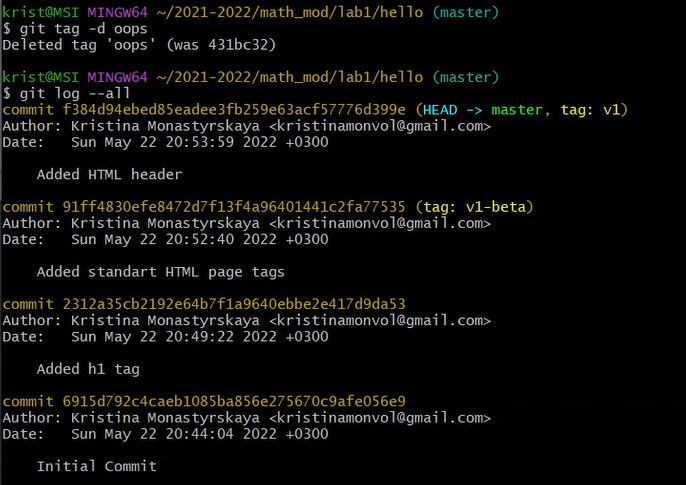 krist@MSI MINGW64 ~/2021-2022/math_mod/lab1/hello (master)
$ git tag -d oops
Deleted tag 'oops' (was 431bc32)
krist@MSI MINGW64 ~/2021-2022/math_mod/lab1/hello (master)
$ git log --all
commit f384d94ebed85eadee3fb259e63acf57776d399e (HEAD -> master, tag: v1)
Author: Kristina Monastyrskaya <kristinamonvol@gmail.com>
Date:   Sun May 22 20:53:59 2022 +0300
Added HTML header
commit 91ff4830efe8472d7f13f4a96401441c2fa77535 (tag: v1-beta)
Author: Kristina Monastyrskaya <kristinamonvol@gmail.com>
Date:   Sun May 22 20:52:40 2022 +0300
Added standart HTML page tags
commit 2312a35cb2192e64b7f1a9640ebbe2e417d9da53
Author: Kristina Monastyrskaya <kristinamonvol@gmail.com>
Date:   Sun May 22 20:49:22 2022 +0300
Added h1 tag
commit 6915d792c4caeb1085ba856e275670c9afe056e9
Author: Kristina Monastyrskaya <kristinamonvol@gmail.com>
Date:   Sun May 22 20:44:04 2022 +0300
Initial Commit